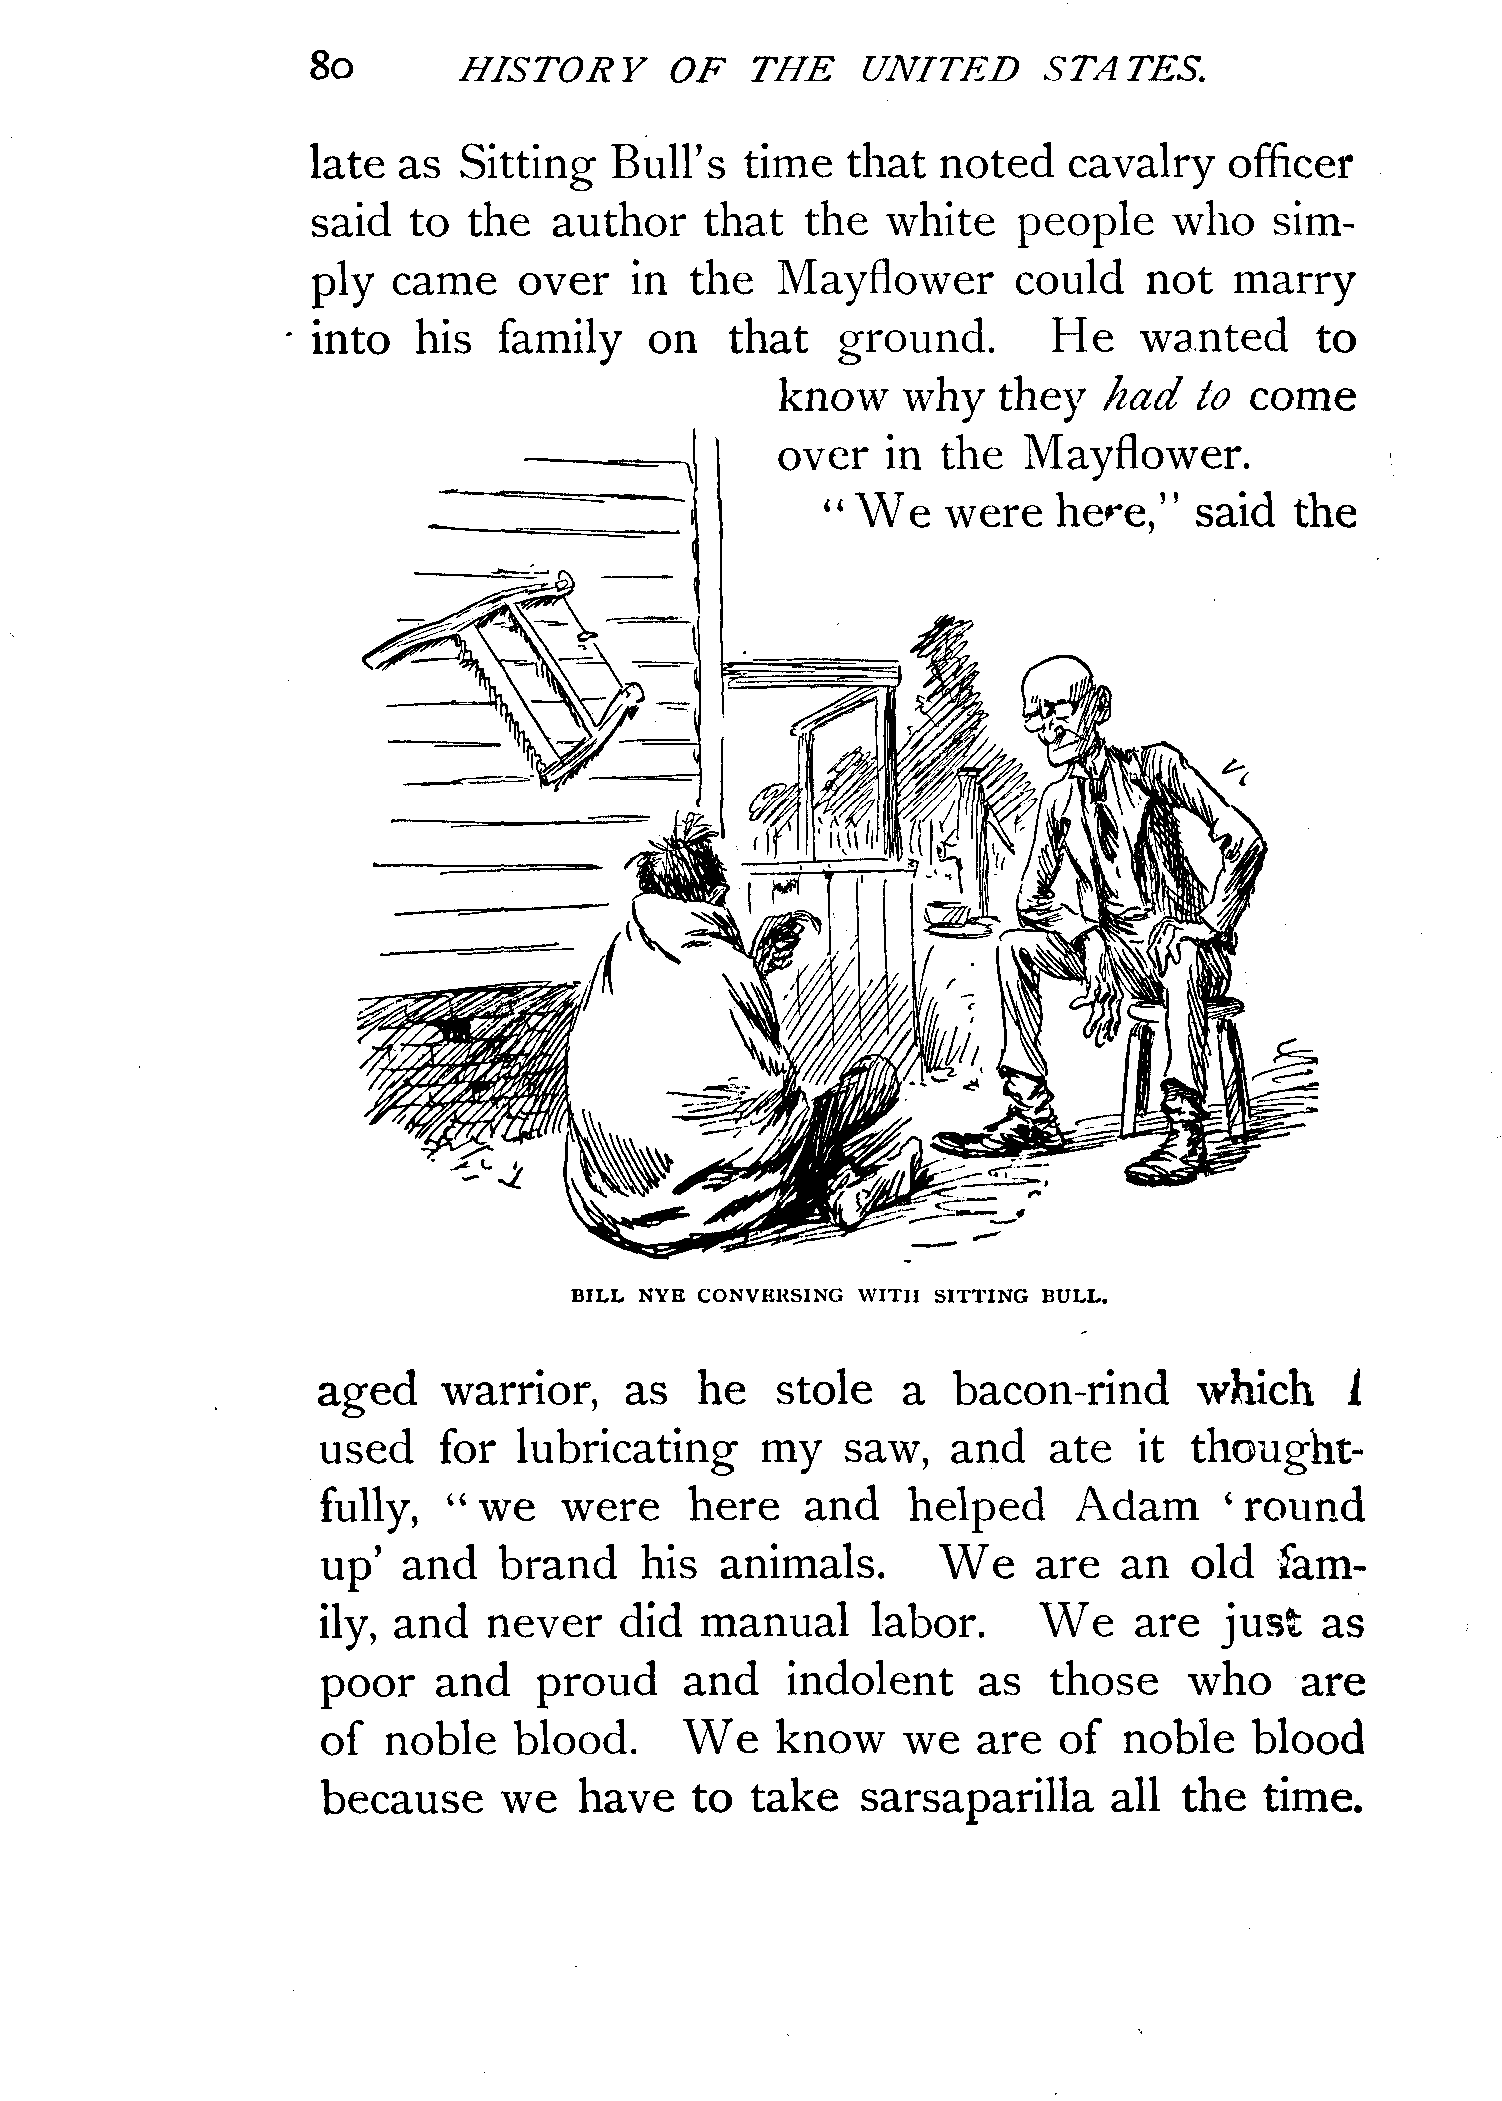 80 HISTORY OF THE UNITED STATES.
late as Sitting Bull's time that noted cavalry officer
said to the author that the white people who sim-
ply came over in the Mayflower could not marry
into his family on that ground. He wanted to
know why they had to come
over in the Mayflower.
"We were here," said the
BILL NYE CONVERSING WITH SITTING BULL.
aged warrior, as he stole a bacon-rind which I
used for lubricating my saw, and ate it thought-
fully, "we were here and helped Adam 'round
up' and brand his animals. We are an old fam-
ily, and never did manual labor. We are just as
poor and proud and indolent as those who are
of noble blood. We know we are of noble blood
because we have to take sarsaparilla all the time.